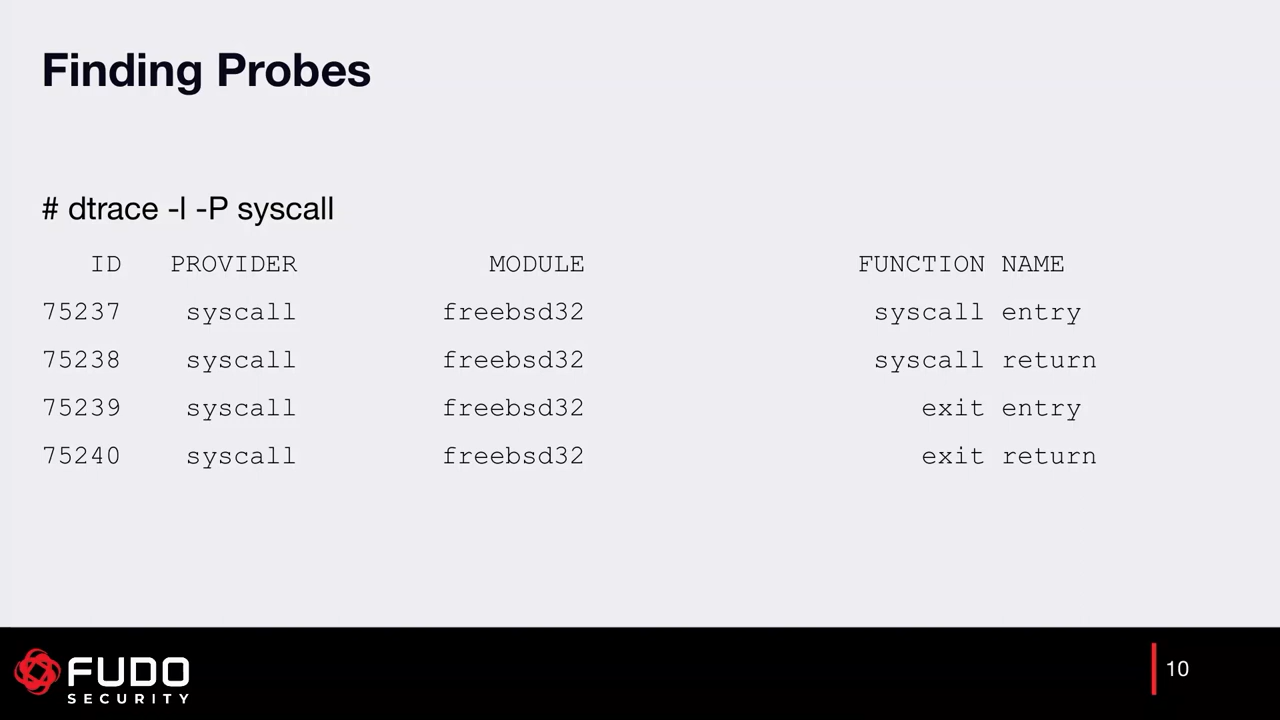 Finding Probes
# dtrace -l -P syscall
ID PROVIDER MODULE FUNCTION NAME
75237 syscall freebsd32 syscall entry
75238 syscall freebsd32 syscall return
75239 syscall freebsd32 exit entry
75240 syscall freebsd32 exit return
FUDO
SECURITY
10